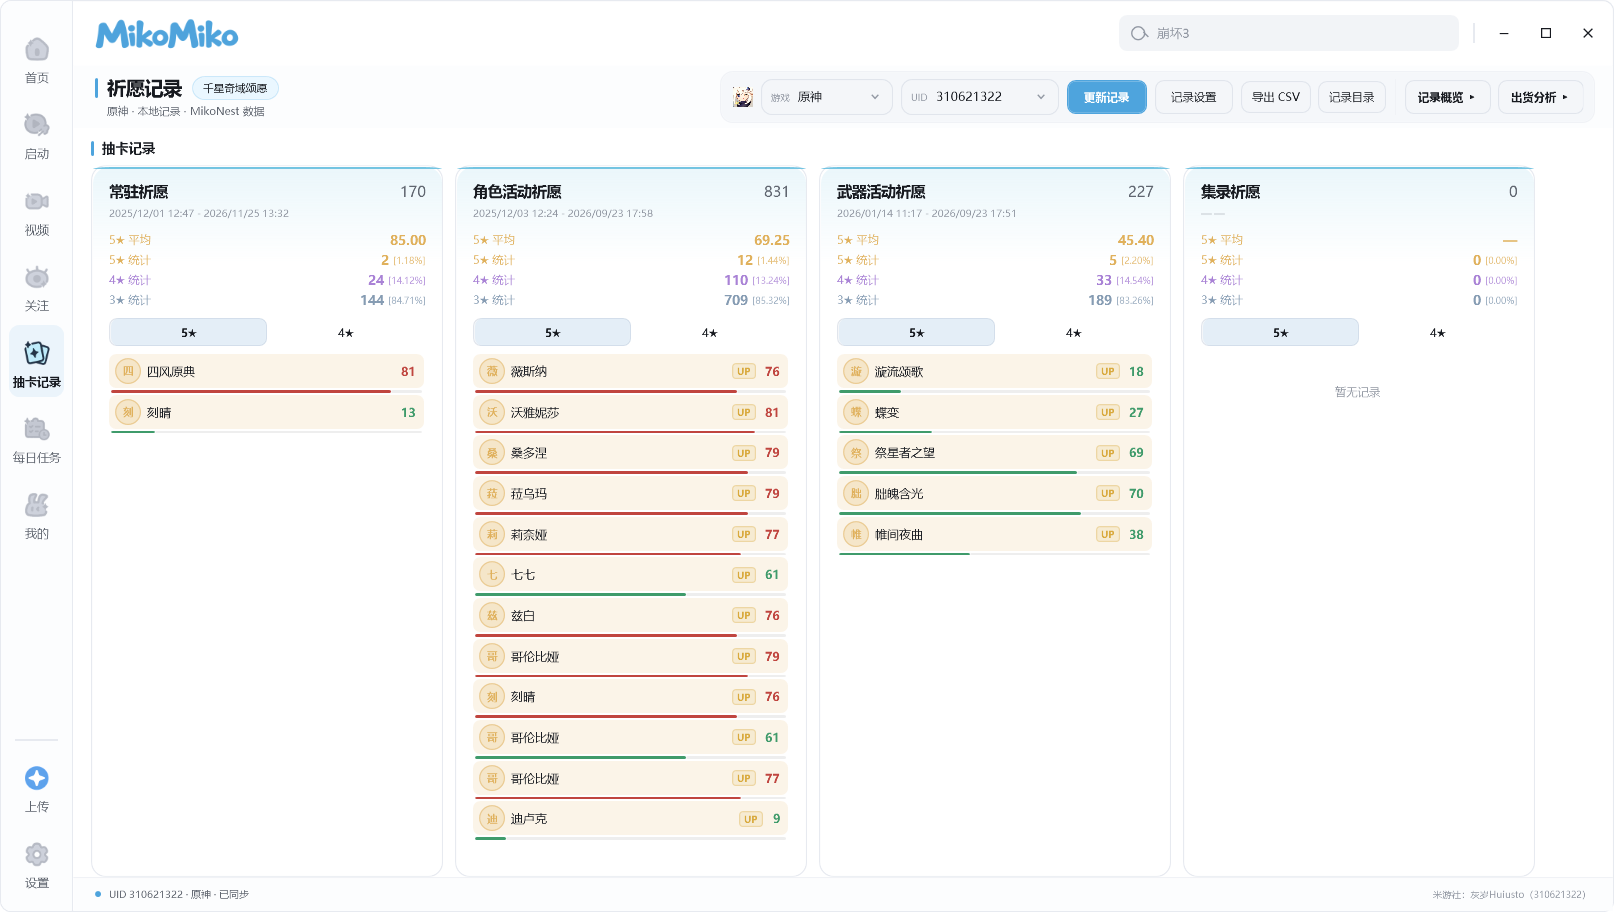 MikoMiko
崩坏3
首页
启动
视频
关注
抽卡记录
每日任务
我的
上传
设置
祈愿记录
千星奇域颂愿
原神 · 本地记录 · MikoNest 数据
游戏 原神
UID 310621322
更新记录
记录设置
导出 CSV
记录目录
记录概览 ▸
出货分析 ▸
抽卡记录
常驻祈愿 170
2025/12/01 12:47 - 2026/11/25 13:32
5★ 平均 85.00
5★ 统计 2 [1.18%]
4★ 统计 24 [14.12%]
3★ 统计 144 [84.71%]
5★ 4★
四 四风原典 81
刻 刻晴 13
角色活动祈愿 831
2025/12/03 12:24 - 2026/09/23 17:58
5★ 平均 69.25
5★ 统计 12 [1.44%]
4★ 统计 110 [13.24%]
3★ 统计 709 [85.32%]
5★ 4★
薇 薇斯纳 UP 76
沃 沃雅妮莎 UP 81
桑 桑多涅 UP 79
菈 菈乌玛 UP 79
莉 莉奈娅 UP 77
七 七七 UP 61
兹 兹白 UP 76
哥 哥伦比娅 UP 79
刻 刻晴 UP 76
哥 哥伦比娅 UP 61
哥 哥伦比娅 UP 77
迪 迪卢克 UP 9
武器活动祈愿 227
2026/01/14 11:17 - 2026/09/23 17:51
5★ 平均 45.40
5★ 统计 5 [2.20%]
4★ 统计 33 [14.54%]
3★ 统计 189 [83.26%]
5★ 4★
漩 漩流颂歌 UP 18
蝶 蝶变 UP 27
祭 祭星者之望 UP 69
朏 朏魄含光 UP 70
帷 帷间夜曲 UP 38
集录祈愿 0
— —
5★ 平均 —
5★ 统计 0 [0.00%]
4★ 统计 0 [0.00%]
3★ 统计 0 [0.00%]
5★ 4★
暂无记录
UID 310621322 · 原神 · 已同步
米游社：灰岁Huiusto（310621322）